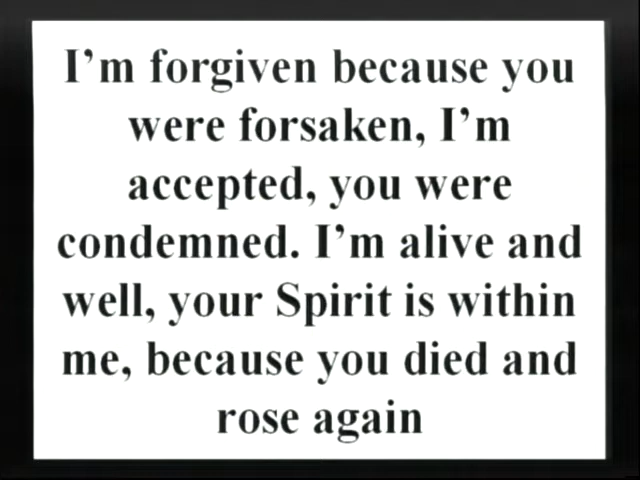 I'm forgiven because you
were forsaken, I'm
accepted, you were
condemned. I'm alive and
well, your Spirit is within
me, because you died and
rose again